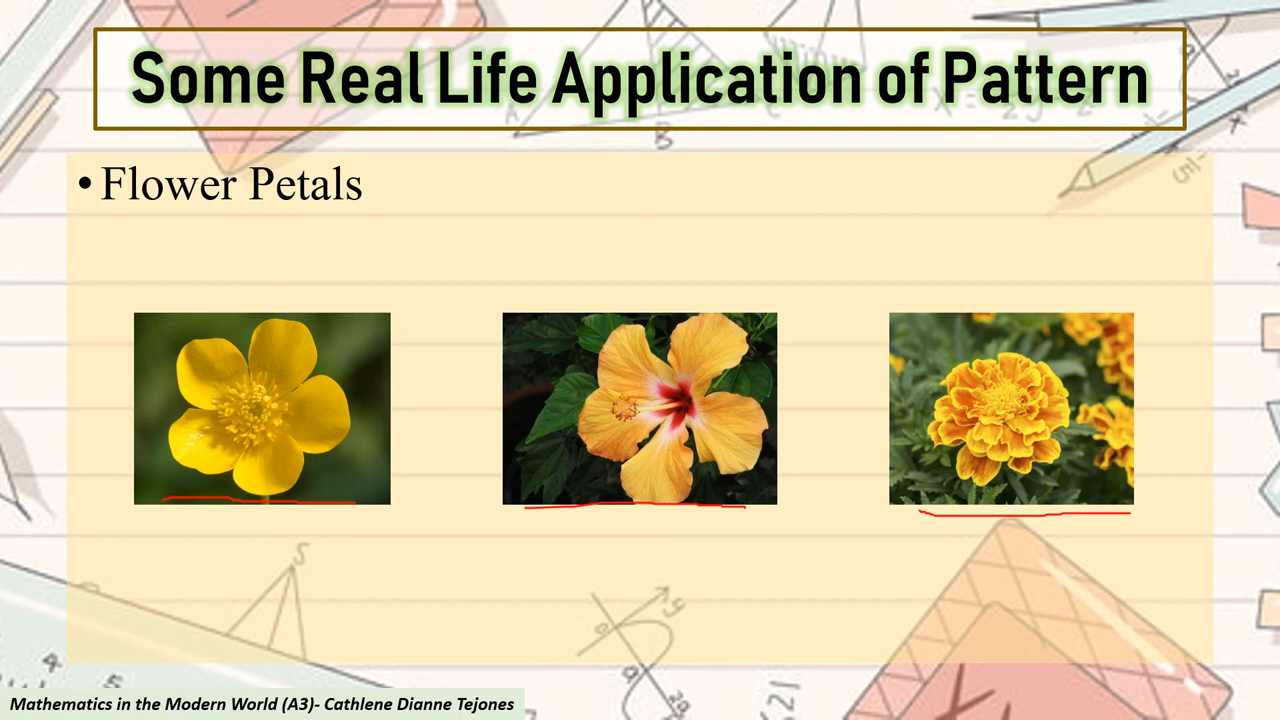 Some Real Life Application of Pattern
• Flower Petals
Mathematics in the Modern World (A3)- Cathlene Dianne Tejones